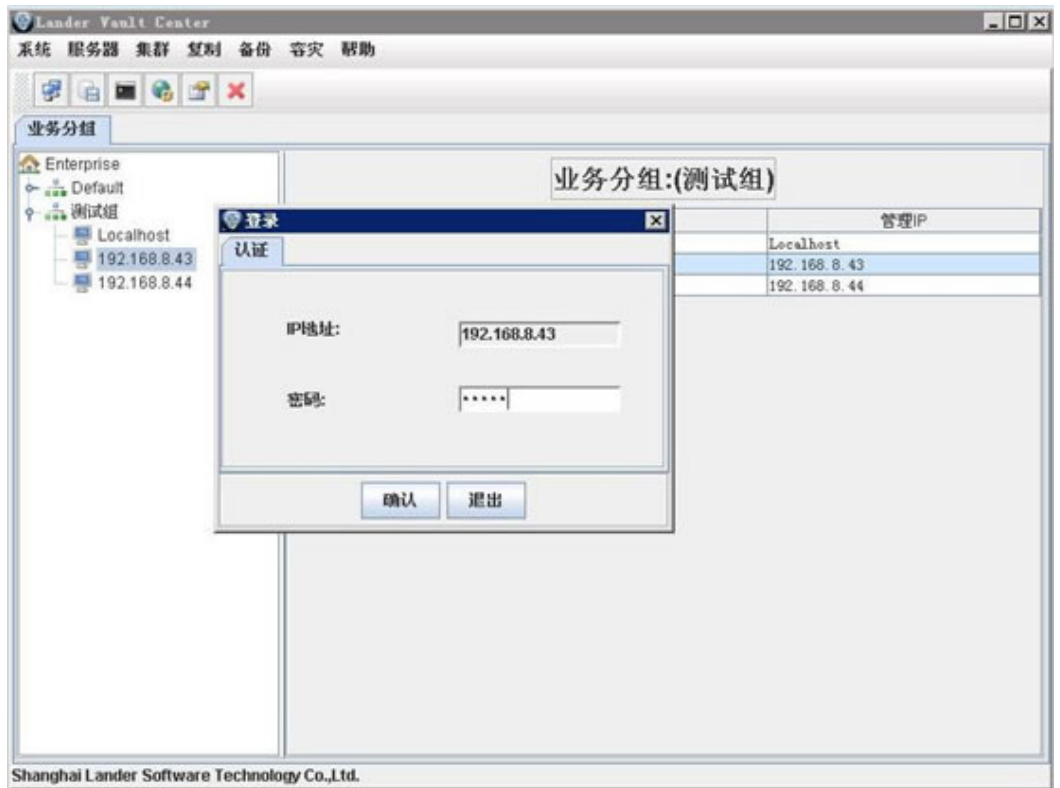 Lander Vault Center
系统 服务器 集群 复制 备份 容灾 帮助
业务分组
Enterprise
Default
测试组
Localhost
192.168.8.43
192.168.8.44
业务分组:(测试组)
管理IP
Localhost
192.168.8.43
192.168.8.44
登录
认证
IP地址:
192.168.8.43
密码:
•••••
确认 退出
Shanghai Lander Software Technology Co.,Ltd.